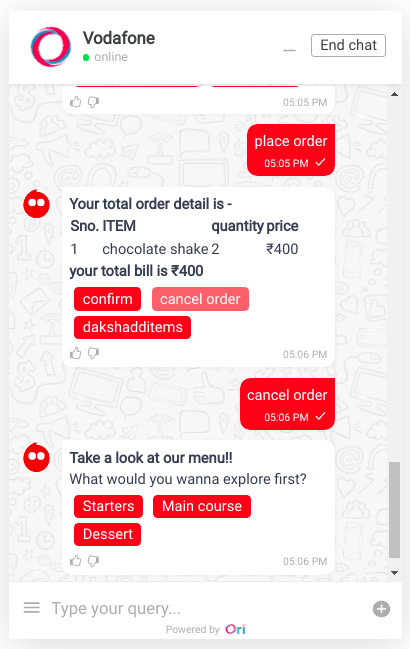 Vodafone
online
End chat
05:05 PM
place order
05:05 PM
Your total order detail is -
Sno. ITEM quantity price
1 chocolate shake 2 ₹400
your total bill is ₹400
confirm cancel order
dakshadditems
05:06 PM
cancel order
05:06 PM
Take a look at our menu!!
What would you wanna explore first?
Starters Main course
Dessert
05:06 PM
Type your query...
Powered by Ori